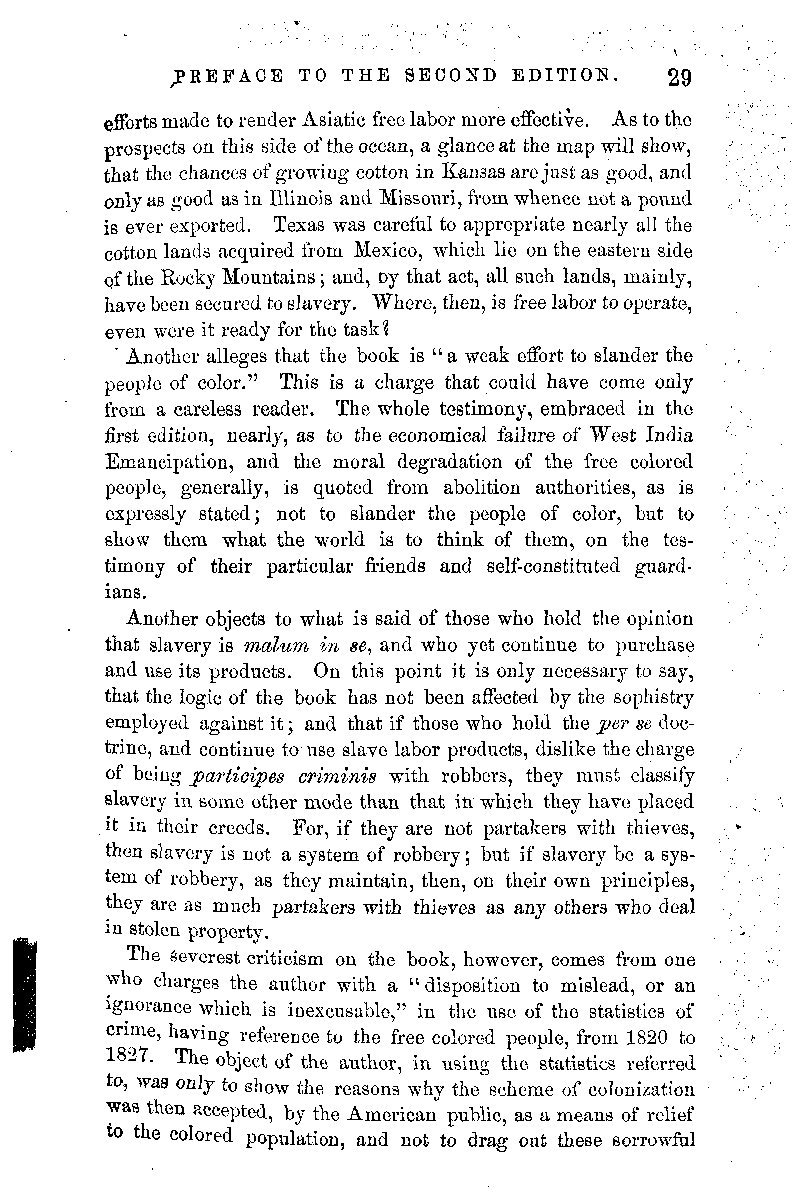 PREFACE TO THE SECOND EDITION. 29
efforts made to render Asiatic free labor more effective. As to the
prospects on this side of the ocean, a glance at the map will show,
that the chances of growing cotton in Kansas are just as good, and
only as good as in Illinois and Missouri, from whence not a pound
is ever exported. Texas was careful to appropriate nearly all the
cotton lands acquired from Mexico, which lie on the eastern side
of the Rocky Mountains; and, by that act, all such lands, mainly,
have been secured to slavery. Where, then, is free labor to operate,
even were it ready for the task?
Another alleges that the book is "a weak effort to slander the
people of color." This is a charge that could have come only
from a careless reader. The whole testimony, embraced in the
first edition, nearly, as to the economical failure of West India
Emancipation, and the moral degradation of the free colored
people, generally, is quoted from abolition authorities, as is
expressly stated; not to slander the people of color, but to
show them what the world is to think of them, on the tes-
timony of their particular friends and self-constituted guard-
ians.
Another objects to what is said of those who hold the opinion
that slavery is malum in se, and who yet continue to purchase
and use its products. On this point it is only necessary to say,
that the logic of the book has not been affected by the sophistry
employed against it; and that if those who hold the per se doc-
trine, and continue to use slave labor products, dislike the charge
of being participes criminis with robbers, they must classify
slavery in some other mode than that in which they have placed
it in their creeds. For, if they are not partakers with thieves,
then slavery is not a system of robbery; but if slavery be a sys-
tem of robbery, as they maintain, then, on their own principles,
they are as much partakers with thieves as any others who deal
in stolen property.
The severest criticism on the book, however, comes from one
who charges the author with a "disposition to mislead, or an
ignorance which is inexcusable," in the use of the statistics of
crime, having reference to the free colored people, from 1820 to
1827. The object of the author, in using the statistics referred
to, was only to show the reasons why the scheme of colonization
was then accepted, by the American public, as a means of relief
to the colored population, and not to drag out these sorrowful